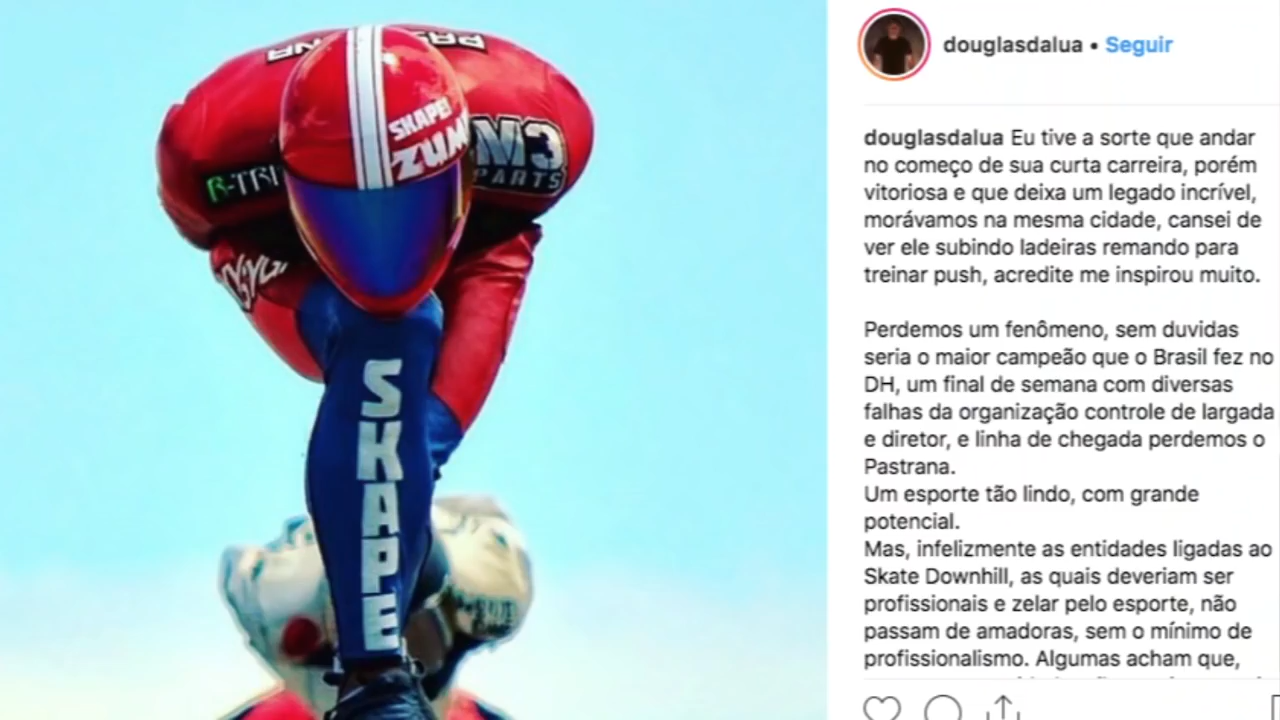 SKAPE!
ZUM
M3
PARTS
R-TRI
SKAPE
douglasdalua • Seguir
douglasdalua Eu tive a sorte que andar
no começo de sua curta carreira, porém
vitoriosa e que deixa um legado incrível,
morávamos na mesma cidade, cansei de
ver ele subindo ladeiras remando para
treinar push, acredite me inspirou muito.
Perdemos um fenômeno, sem duvidas
seria o maior campeão que o Brasil fez no
DH, um final de semana com diversas
falhas da organização controle de largada
e diretor, e linha de chegada perdemos o
Pastrana.
Um esporte tão lindo, com grande
potencial.
Mas, infelizmente as entidades ligadas ao
Skate Downhill, as quais deveriam ser
profissionais e zelar pelo esporte, não
passam de amadoras, sem o mínimo de
profissionalismo. Algumas acham que,